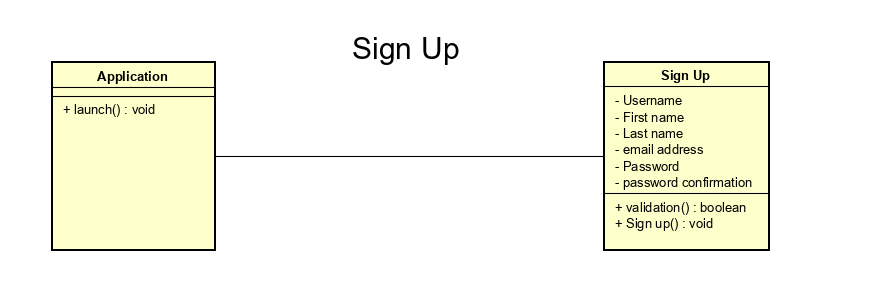 Sign Up
Application
+ launch() : void
Sign Up
- Username
- First name
- Last name
- email address
- Password
- password confirmation
+ validation() : boolean
+ Sign up() : void